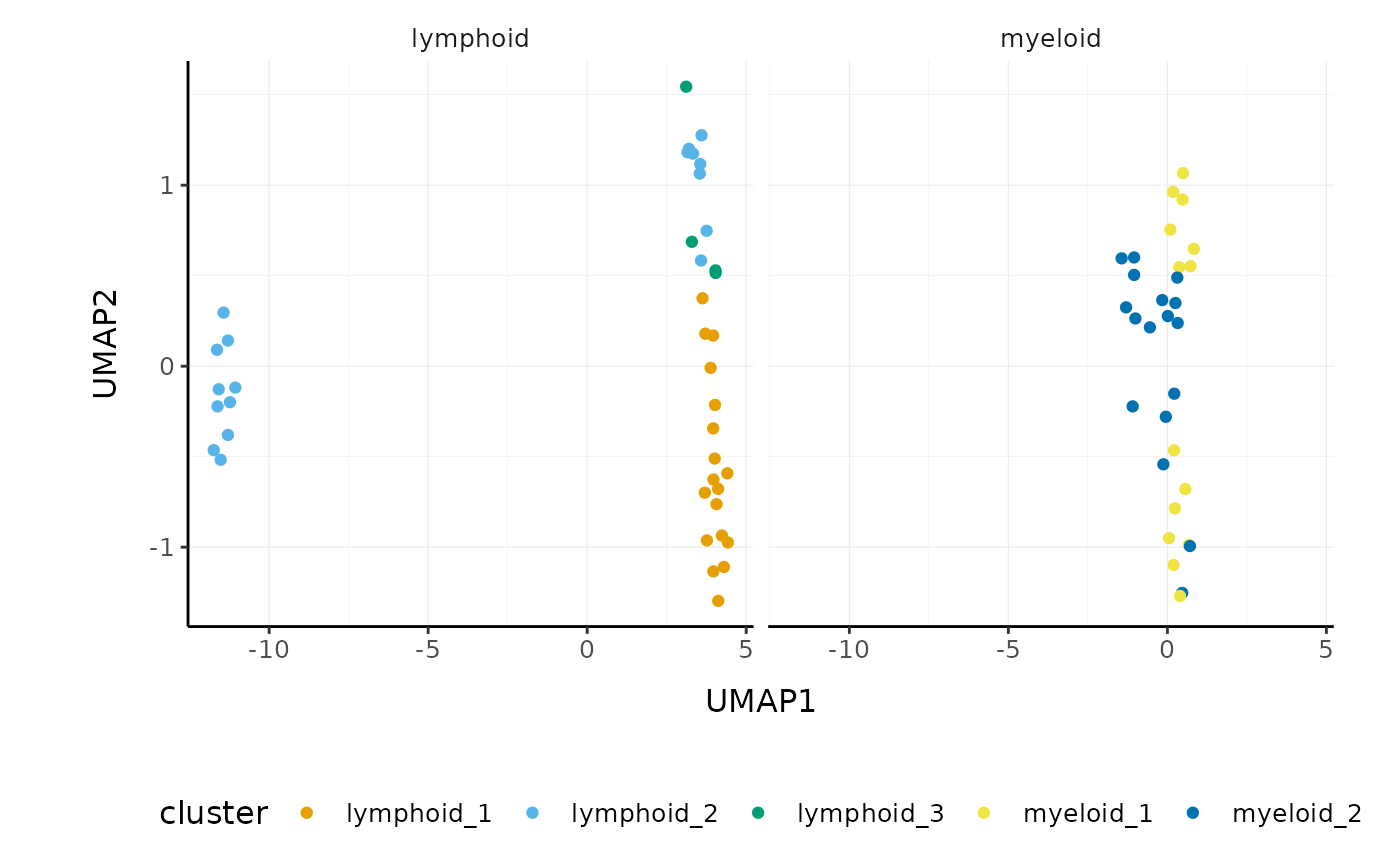 lymphoid myeloid
1
0
-1
UMAP2
-10 -5 0 5 -10 -5 0 5
UMAP1
cluster lymphoid_1 lymphoid_2 lymphoid_3 myeloid_1 myeloid_2